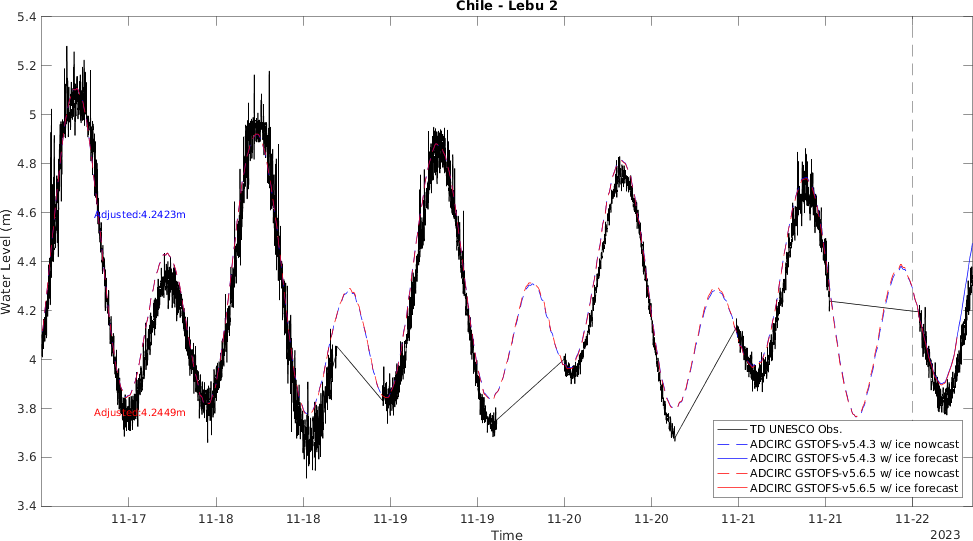 Chile - Lebu 2
5.4
5.2
5
4.8
4.6
4.4
4.2
4
3.8
3.6
3.4
Water Level (m)
Adjusted:4.2423m
Adjusted:4.2449m
TD UNESCO Obs.
ADCIRC GSTOFS-v5.4.3 w/ ice nowcast
ADCIRC GSTOFS-v5.4.3 w/ ice forecast
ADCIRC GSTOFS-v5.6.5 w/ ice nowcast
ADCIRC GSTOFS-v5.6.5 w/ ice forecast
11-17 11-18 11-18 11-19 11-19 11-20 11-20 11-21 11-21 11-22
Time
2023